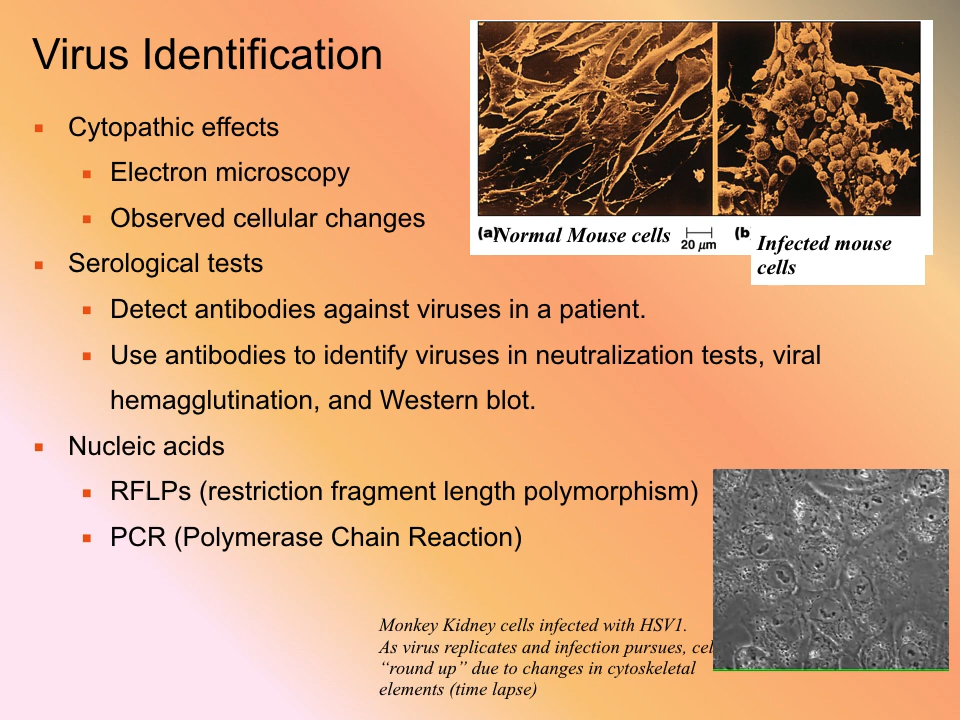 Virus Identification
Cytopathic effects
Electron microscopy
Observed cellular changes
Serological tests
Detect antibodies against viruses in a patient.
Use antibodies to identify viruses in neutralization tests, viral
hemagglutination, and Western blot.
Nucleic acids
RFLPs (restriction fragment length polymorphism)
PCR (Polymerase Chain Reaction)
(a) Normal Mouse cells
20 µm
(b
Infected mouse
cells
Monkey Kidney cells infected with HSV1.
As virus replicates and infection pursues, cel
“round up” due to changes in cytoskeletal
elements (time lapse)